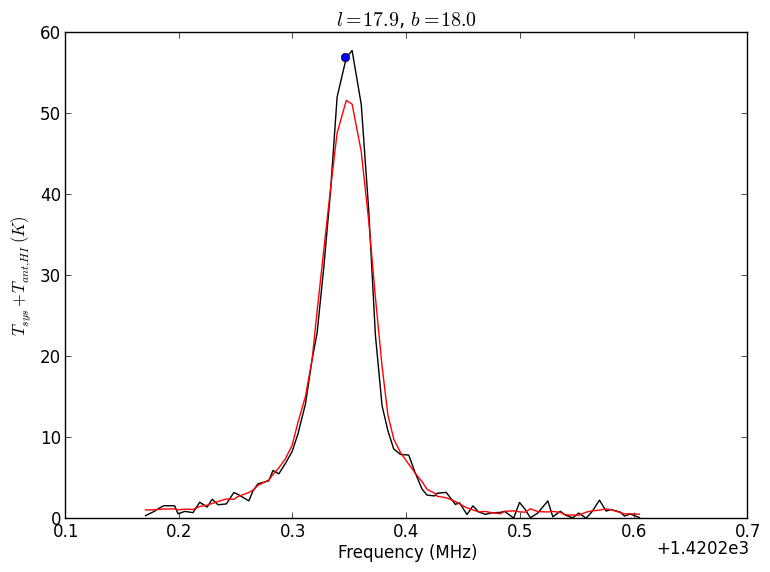 l = 17.9, b = 18.0
60
50
40
30
20
10
0
T_sys + T_ant,HI (K)
0.1 0.2 0.3 0.4 0.5 0.6 0.7
Frequency (MHz)
+1.4202e3